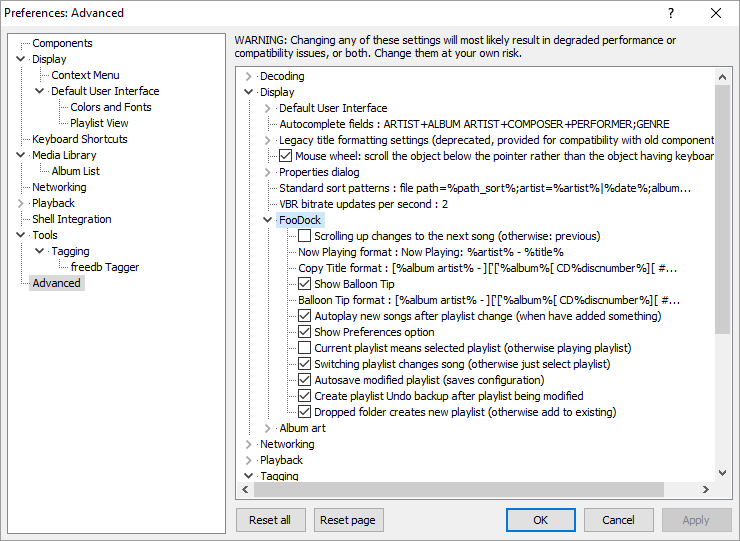 Preferences: Advanced
Components
Display
Context Menu
Default User Interface
Colors and Fonts
Playlist View
Keyboard Shortcuts
Media Library
Album List
Networking
Playback
Shell Integration
Tools
Tagging
freedb Tagger
Advanced
WARNING: Changing any of these settings will most likely result in degraded performance or
compatibility issues, or both. Change them at your own risk.
Decoding
Display
Default User Interface
Autocomplete fields : ARTIST+ALBUM ARTIST+COMPOSER+PERFORMER;GENRE
Legacy title formatting settings (deprecated, provided for compatibility with old component
Mouse wheel: scroll the object below the pointer rather than the object having keyboar
Properties dialog
Standard sort patterns : file path=%path_sort%;artist=%artist%|%date%;album...
VBR bitrate updates per second : 2
FooDock
Scrolling up changes to the next song (otherwise: previous)
Now Playing format : Now Playing: %artist% - %title%
Copy Title format : [%album artist% - ]['['%album%[ CD%discnumber%][ #...
Show Balloon Tip
Balloon Tip format : [%album artist% - ]['['%album%[ CD%discnumber%][ #...
Autoplay new songs after playlist change (when have added something)
Show Preferences option
Current playlist means selected playlist (otherwise playing playlist)
Switching playlist changes song (otherwise just select playlist)
Autosave modified playlist (saves configuration)
Create playlist Undo backup after playlist being modified
Dropped folder creates new playlist (otherwise add to existing)
Album art
Networking
Playback
Tagging
Reset all
Reset page
OK
Cancel
Apply